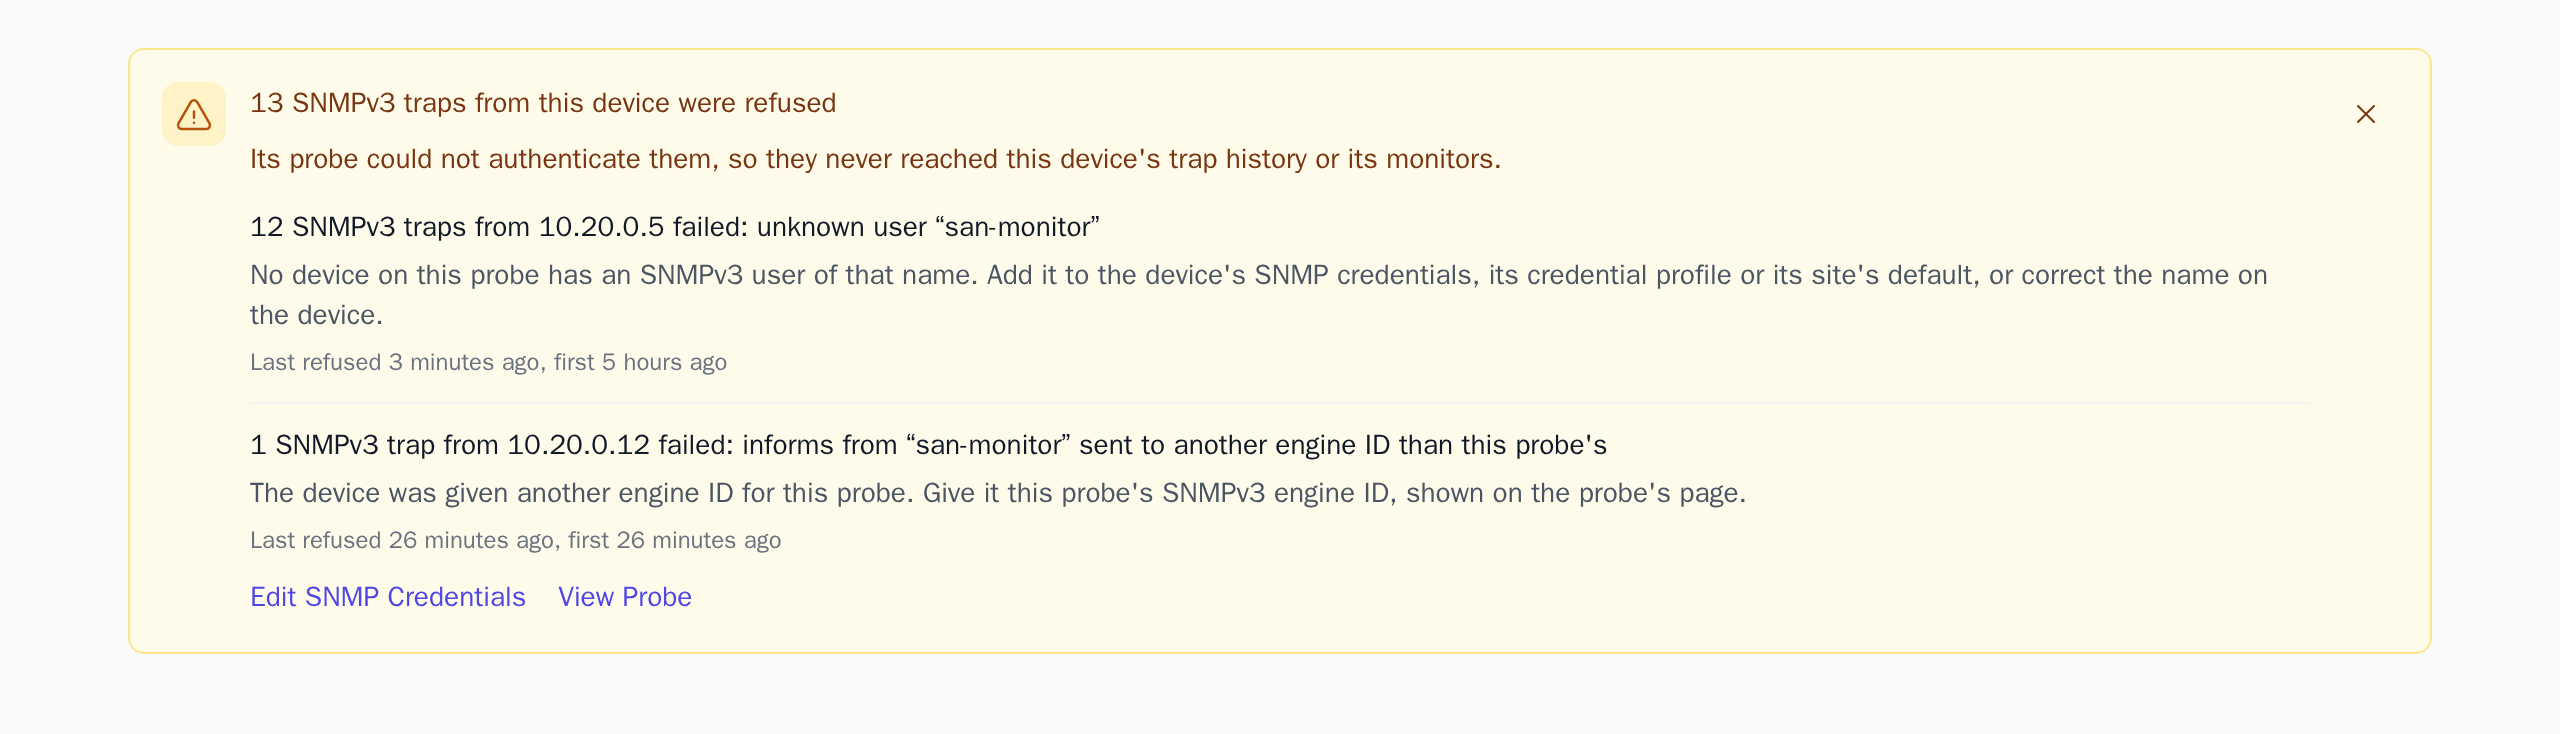 13 SNMPv3 traps from this device were refused
Its probe could not authenticate them, so they never reached this device's trap history or its monitors.
12 SNMPv3 traps from 10.20.0.5 failed: unknown user “san-monitor”
No device on this probe has an SNMPv3 user of that name. Add it to the device's SNMP credentials, its credential profile or its site's default, or correct the name on
the device.
Last refused 3 minutes ago, first 5 hours ago
1 SNMPv3 trap from 10.20.0.12 failed: informs from “san-monitor” sent to another engine ID than this probe's
The device was given another engine ID for this probe. Give it this probe's SNMPv3 engine ID, shown on the probe's page.
Last refused 26 minutes ago, first 26 minutes ago
Edit SNMP Credentials View Probe